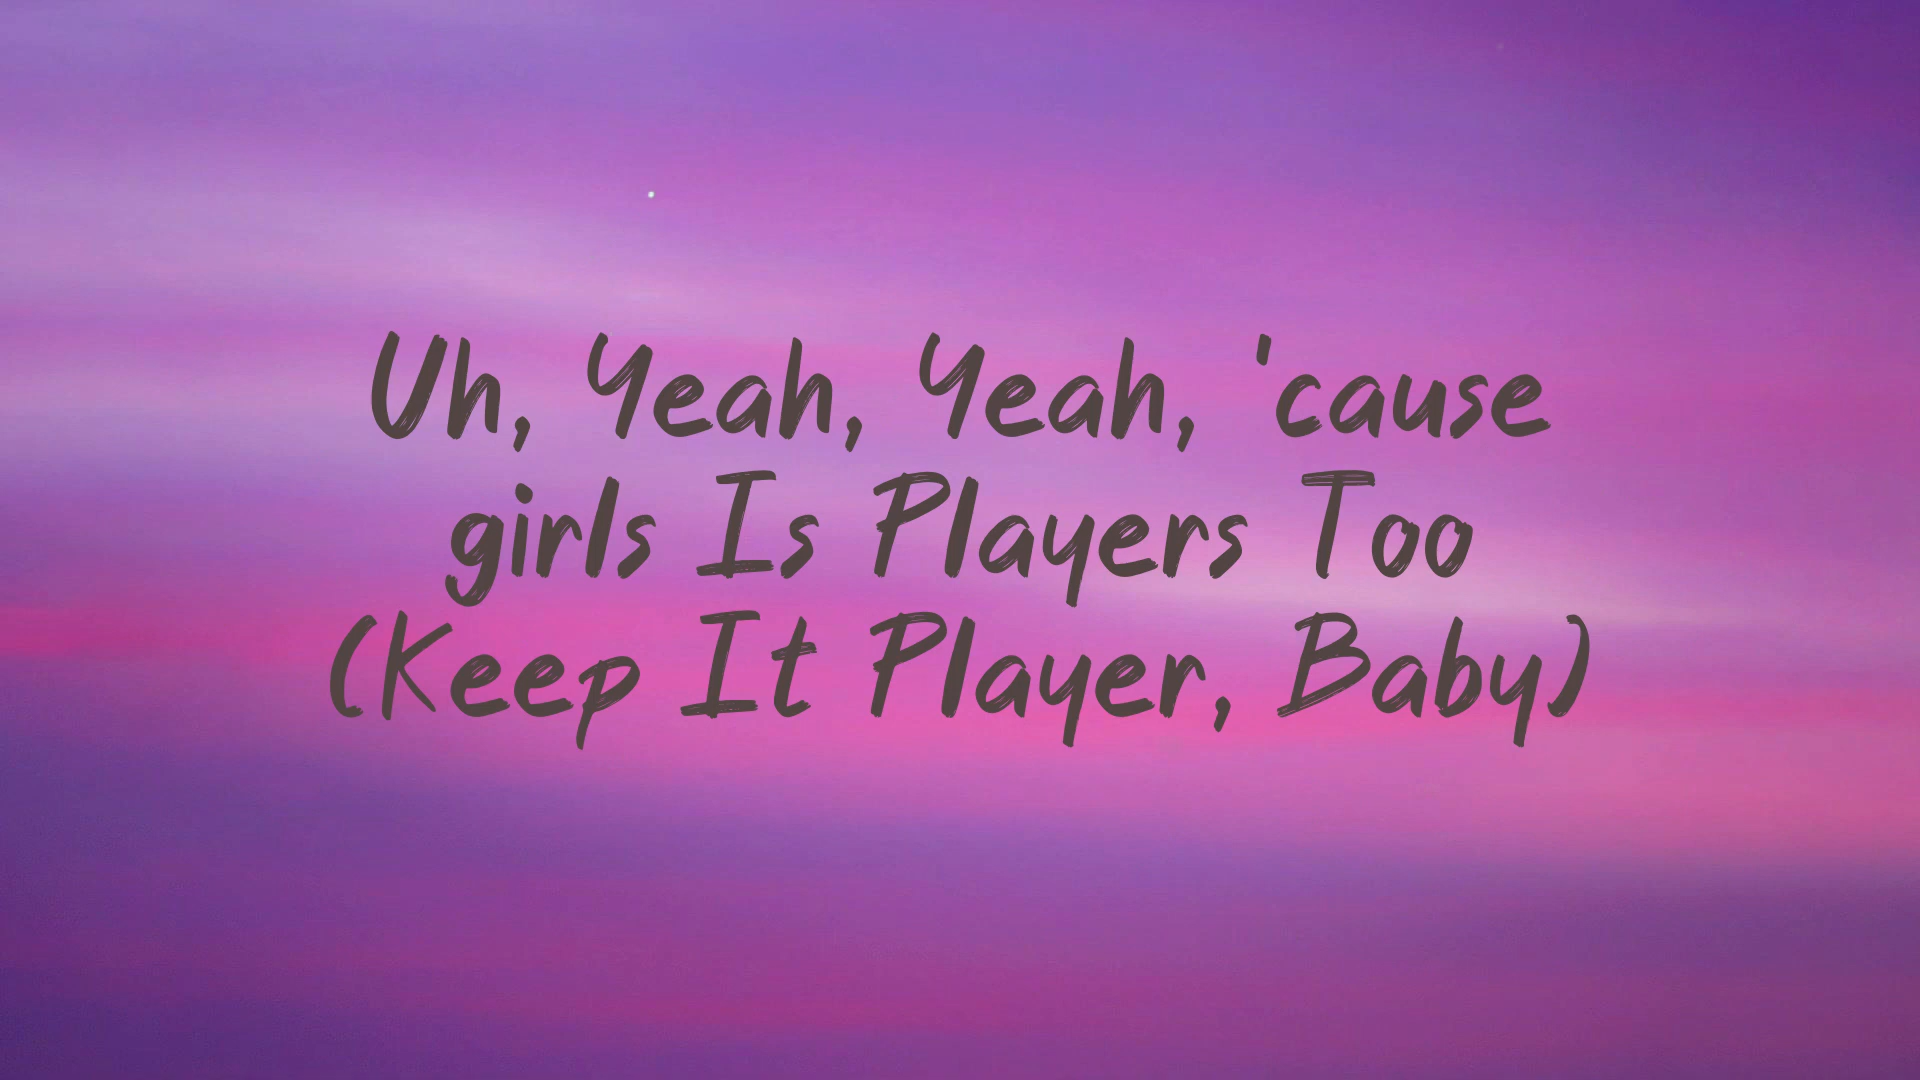 Uh, Yeah, Yeah, 'cause
girls Is Players Too
(Keep It Player, Baby)